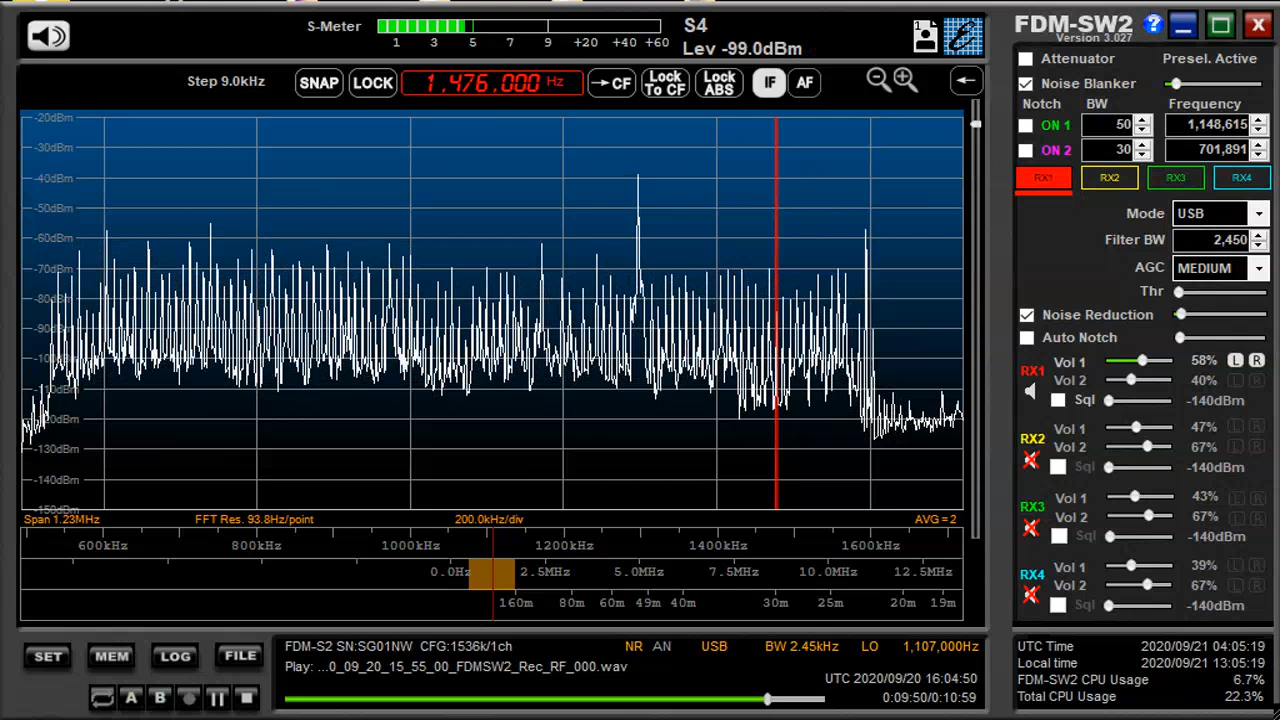 S-Meter
1 3 5 7 9 +20 +40 +60
S4
Lev -99.0dBm
1
FDM-SW2
Version 3.027
?
X
Step 9.0kHz
SNAP
LOCK
1.476.000 Hz
→CF
Lock To CF
Lock ABS
IF
AF
-20dBm
-30dBm
-40dBm
-50dBm
-60dBm
-70dBm
-80dBm
-90dBm
-100dBm
-110dBm
-120dBm
-130dBm
-140dBm
-150dBm
Span 1.23MHz
FFT Res. 93.8Hz/point
200.0kHz/div
AVG = 2
600kHz 800kHz 1000kHz 1200kHz 1400kHz 1600kHz
0.0Hz 2.5MHz 5.0MHz 7.5MHz 10.0MHz 12.5MHz
160m 80m 60m 49m 40m 30m 25m 20m 19m
Attenuator Presel. Active
Noise Blanker
Notch BW Frequency
ON 1 50 1,148,615
ON 2 30 701,891
RX1 RX2 RX3 RX4
Mode USB
Filter BW 2,450
AGC MEDIUM
Thr
Noise Reduction
Auto Notch
RX1
Vol 1 58% L R
Vol 2 40% L R
Sql -140dBm
RX2
Vol 1 47% L R
Vol 2 67% L R
Sql -140dBm
RX3
Vol 1 43% L R
Vol 2 67% L R
Sql -140dBm
RX4
Vol 1 39% L R
Vol 2 67% L R
Sql -140dBm
SET MEM LOG FILE
A B
FDM-S2 SN:SG01NW CFG:1536k/1ch NR AN USB BW 2.45kHz LO 1,107,000Hz
Play: ...0_09_20_15_55_00_FDMSW2_Rec_RF_000.wav
UTC 2020/09/20 16:04:50
0:09:50/0:10:59
UTC Time 2020/09/21 04:05:19
Local time 2020/09/21 13:05:19
FDM-SW2 CPU Usage 6.7%
Total CPU Usage 22.3%